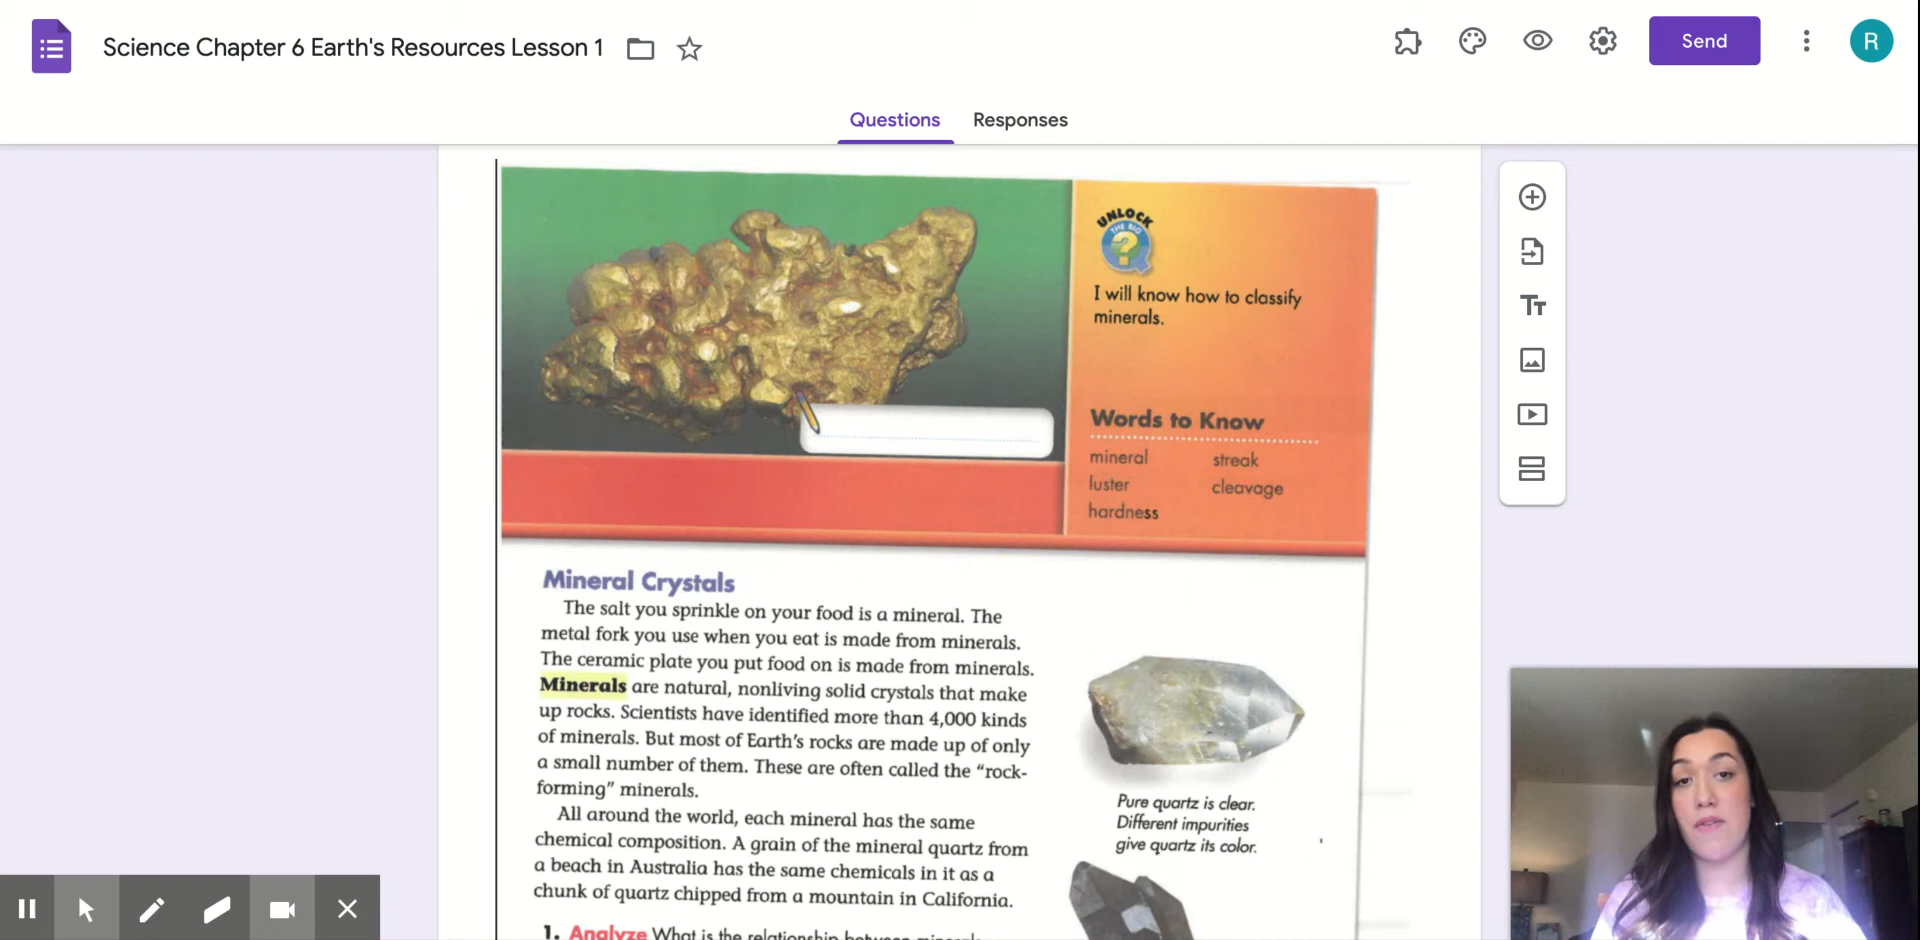 Science Chapter 6 Earth's Resources Lesson 1
Send
R
Questions
Responses
UNLOCK
THE BIG
?
I will know how to classify
minerals.
Words to Know
mineral streak
luster cleavage
hardness
Mineral Crystals
The salt you sprinkle on your food is a mineral. The
metal fork you use when you eat is made from minerals.
The ceramic plate you put food on is made from minerals.
Minerals are natural, nonliving solid crystals that make
up rocks. Scientists have identified more than 4,000 kinds
of minerals. But most of Earth's rocks are made up of only
a small number of them. These are often called the “rock-
forming” minerals.
All around the world, each mineral has the same
chemical composition. A grain of the mineral quartz from
a beach in Australia has the same chemicals in it as a
chunk of quartz chipped from a mountain in California.
1. Analyze What is the relationship between
Pure quartz is clear.
Different impurities
give quartz its color.